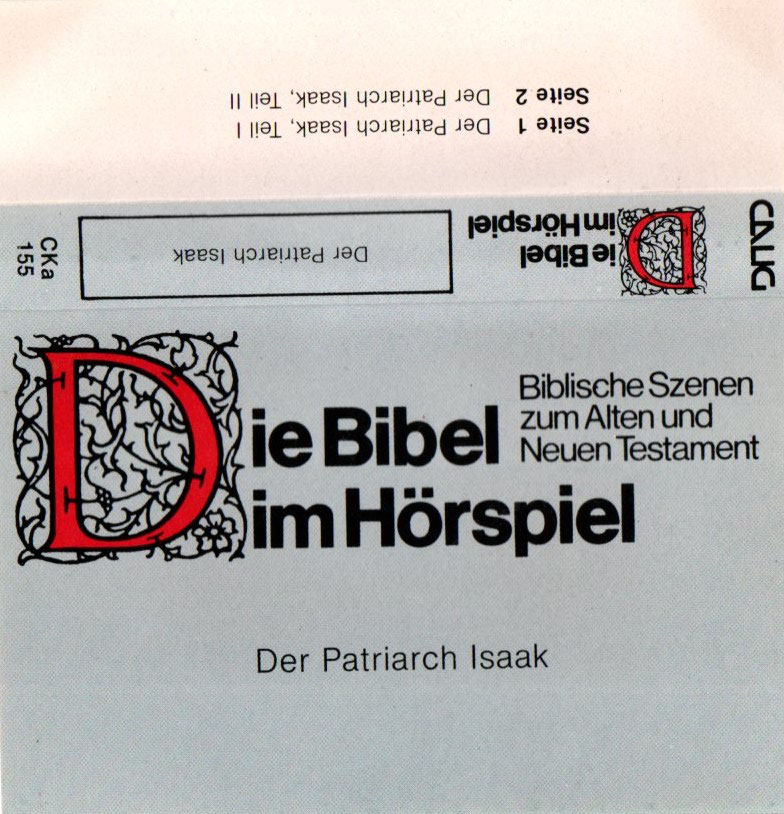 Seite 1 Der Patriarch Isaak, Teil I
Seite 2 Der Patriarch Isaak, Teil II
CALIG
Die Bibel
im Hörspiel
Der Patriarch Isaak
CKa
155
Die Bibel
im Hörspiel
Biblische Szenen
zum Alten und
Neuen Testament
Der Patriarch Isaak